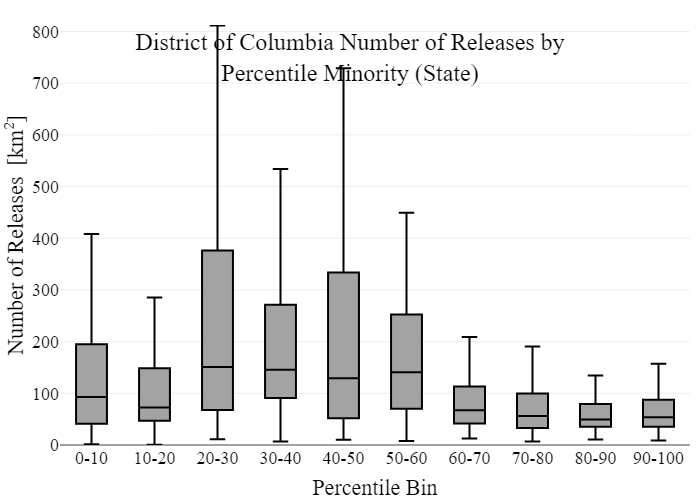 District of Columbia Number of Releases by
Percentile Minority (State)
Number of Releases [km²]
800
700
600
500
400
300
200
100
0
0-10 10-20 20-30 30-40 40-50 50-60 60-70 70-80 80-90 90-100
Percentile Bin